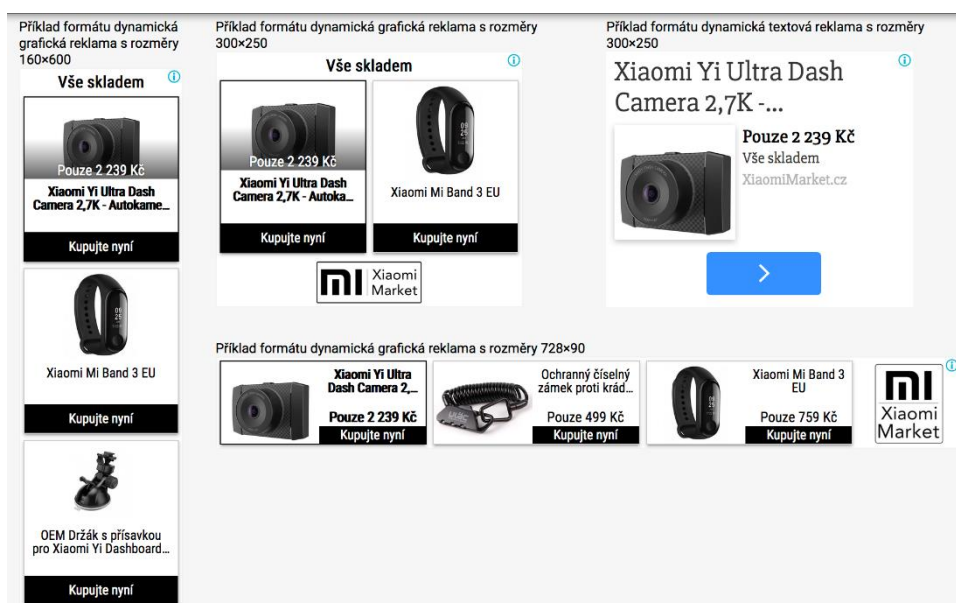 Příklad formátu dynamická
grafická reklama s rozměry
160×600
Vše skladem
Pouze 2 239 Kč
Xiaomi Yi Ultra Dash
Camera 2,7K - Autokame...
Kupujte nyní
Xiaomi Mi Band 3 EU
Kupujte nyní
OEM Držák s přísavkou
pro Xiaomi Yi Dashboard...
Kupujte nyní
Příklad formátu dynamická grafická reklama s rozměry
300×250
Vše skladem
Pouze 2 239 Kč
Xiaomi Yi Ultra Dash
Camera 2,7K - Autoka...
Kupujte nyní
Xiaomi Mi Band 3 EU
Kupujte nyní
Xiaomi
Market
Příklad formátu dynamická textová reklama s rozměry
300×250
Xiaomi Yi Ultra Dash
Camera 2,7K -...
Pouze 2 239 Kč
Vše skladem
XiaomiMarket.cz
Příklad formátu dynamická grafická reklama s rozměry 728×90
Xiaomi Yi Ultra
Dash Camera 2,...
Pouze 2 239 Kč
Kupujte nyní
Ochranný číselný
zámek proti krád...
Pouze 499 Kč
Kupujte nyní
Xiaomi Mi Band 3
EU
Pouze 759 Kč
Kupujte nyní
Xiaomi
Market